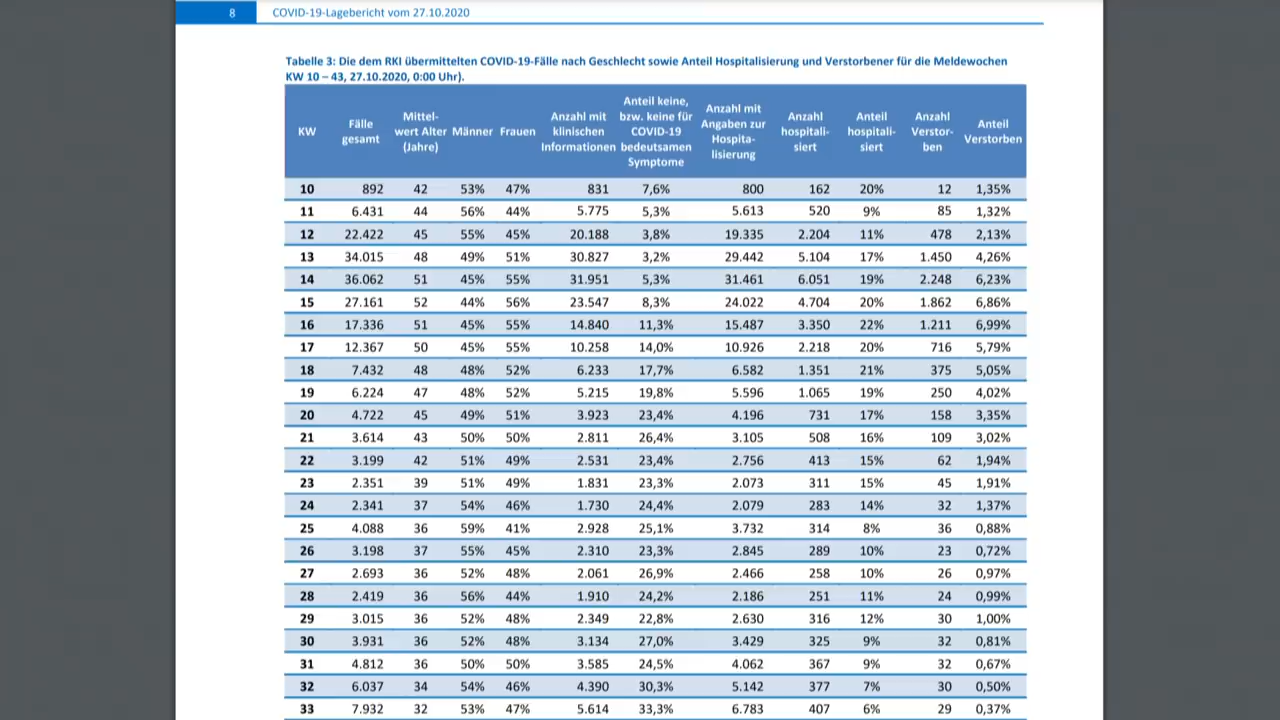 8 COVID-19-Lagebericht vom 27.10.2020
Tabelle 3: Die dem RKI übermittelten COVID-19-Fälle nach Geschlecht sowie Anteil Hospitalisierung und Verstorbener für die Meldewochen
KW 10 – 43, 27.10.2020, 0:00 Uhr).
KW Fälle gesamt Mittel-wert Alter (Jahre) Männer Frauen Anzahl mit klinischen Informationen Anteil keine, bzw. keine für COVID-19 bedeutsamen Symptome Anzahl mit Angaben zur Hospita-lisierung Anzahl hospitali-siert Anteil hospitali-siert Anzahl Verstor-ben Anteil Verstorben
10 892 42 53% 47% 831 7,6% 800 162 20% 12 1,35%
11 6.431 44 56% 44% 5.775 5,3% 5.613 520 9% 85 1,32%
12 22.422 45 55% 45% 20.188 3,8% 19.335 2.204 11% 478 2,13%
13 34.015 48 49% 51% 30.827 3,2% 29.442 5.104 17% 1.450 4,26%
14 36.062 51 45% 55% 31.951 5,3% 31.461 6.051 19% 2.248 6,23%
15 27.161 52 44% 56% 23.547 8,3% 24.022 4.704 20% 1.862 6,86%
16 17.336 51 45% 55% 14.840 11,3% 15.487 3.350 22% 1.211 6,99%
17 12.367 50 45% 55% 10.258 14,0% 10.926 2.218 20% 716 5,79%
18 7.432 48 48% 52% 6.233 17,7% 6.582 1.351 21% 375 5,05%
19 6.224 47 48% 52% 5.215 19,8% 5.596 1.065 19% 250 4,02%
20 4.722 45 49% 51% 3.923 23,4% 4.196 731 17% 158 3,35%
21 3.614 43 50% 50% 2.811 26,4% 3.105 508 16% 109 3,02%
22 3.199 42 51% 49% 2.531 23,4% 2.756 413 15% 62 1,94%
23 2.351 39 51% 49% 1.831 23,3% 2.073 311 15% 45 1,91%
24 2.341 37 54% 46% 1.730 24,4% 2.079 283 14% 32 1,37%
25 4.088 36 59% 41% 2.928 25,1% 3.732 314 8% 36 0,88%
26 3.198 37 55% 45% 2.310 23,3% 2.845 289 10% 23 0,72%
27 2.693 36 52% 48% 2.061 26,9% 2.466 258 10% 26 0,97%
28 2.419 36 56% 44% 1.910 24,2% 2.186 251 11% 24 0,99%
29 3.015 36 52% 48% 2.349 22,8% 2.630 316 12% 30 1,00%
30 3.931 36 52% 48% 3.134 27,0% 3.429 325 9% 32 0,81%
31 4.812 36 50% 50% 3.585 24,5% 4.062 367 9% 32 0,67%
32 6.037 34 54% 46% 4.390 30,3% 5.142 377 7% 30 0,50%
33 7.932 32 53% 47% 5.614 33,3% 6.783 407 6% 29 0,37%